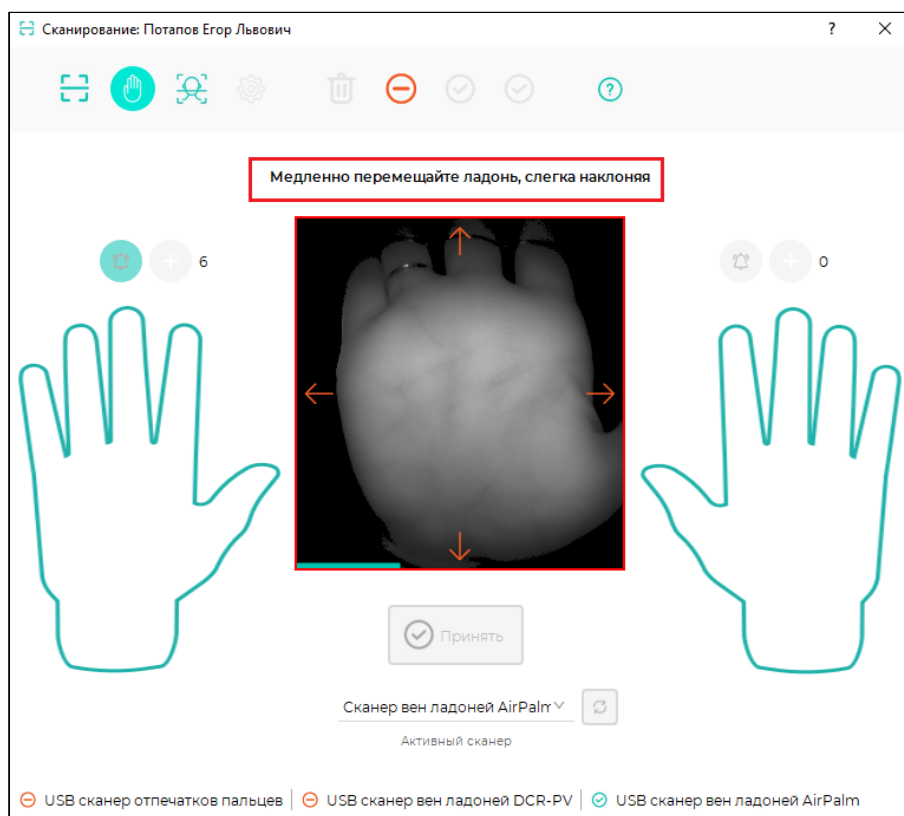 Сканирование: Потапов Егор Львович
?
?
Медленно перемещайте ладонь, слегка наклоняя
6
0
Принять
Сканер вен ладоней AirPalm
Активный сканер
USB сканер отпечатков пальцев | USB сканер вен ладоней DCR-PV | USB сканер вен ладоней AirPalm